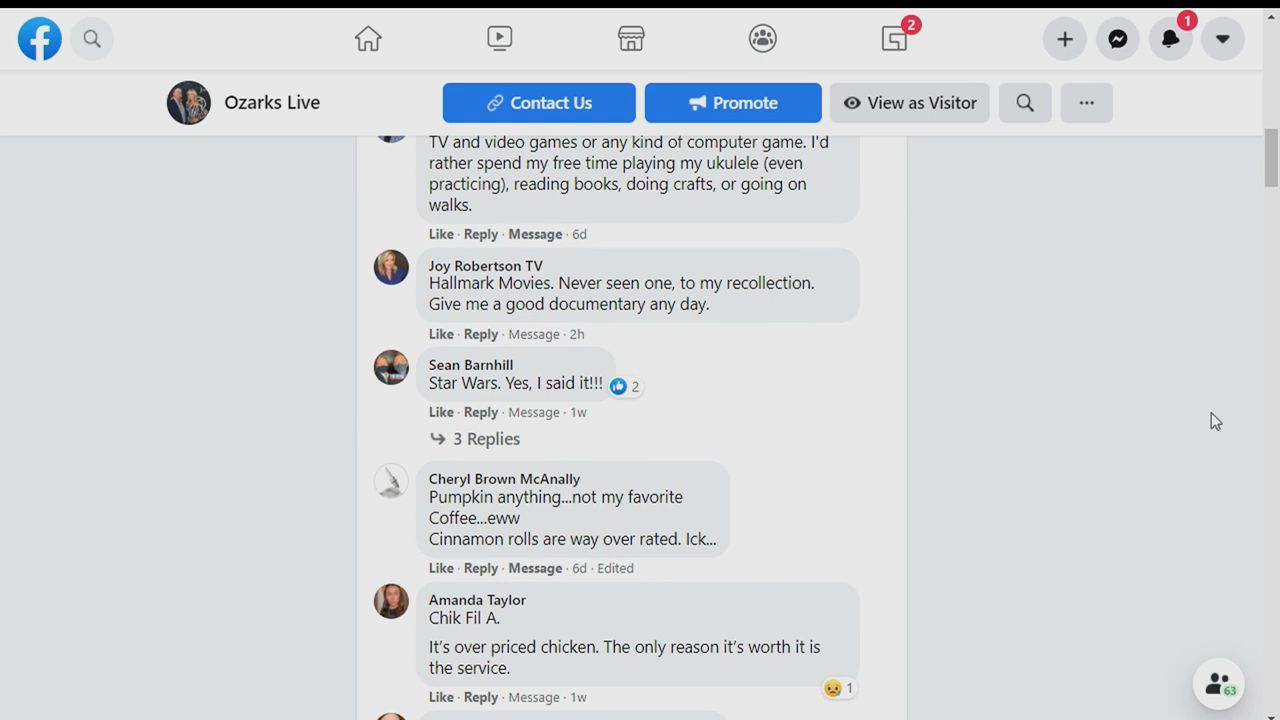 2
1
Ozarks Live
Contact Us
Promote
View as Visitor
TV and video games or any kind of computer game. I'd
rather spend my free time playing my ukulele (even
practicing), reading books, doing crafts, or going on
walks.
Like · Reply · Message · 6d
Joy Robertson TV
Hallmark Movies. Never seen one, to my recollection.
Give me a good documentary any day.
Like · Reply · Message · 2h
Sean Barnhill
Star Wars. Yes, I said it!!!
2
Like · Reply · Message · 1w
3 Replies
Cheryl Brown McAnally
Pumpkin anything...not my favorite
Coffee...eww
Cinnamon rolls are way over rated. Ick...
Like · Reply · Message · 6d · Edited
Amanda Taylor
Chik Fil A.
It's over priced chicken. The only reason it's worth it is
the service.
1
Like · Reply · Message · 1w
63